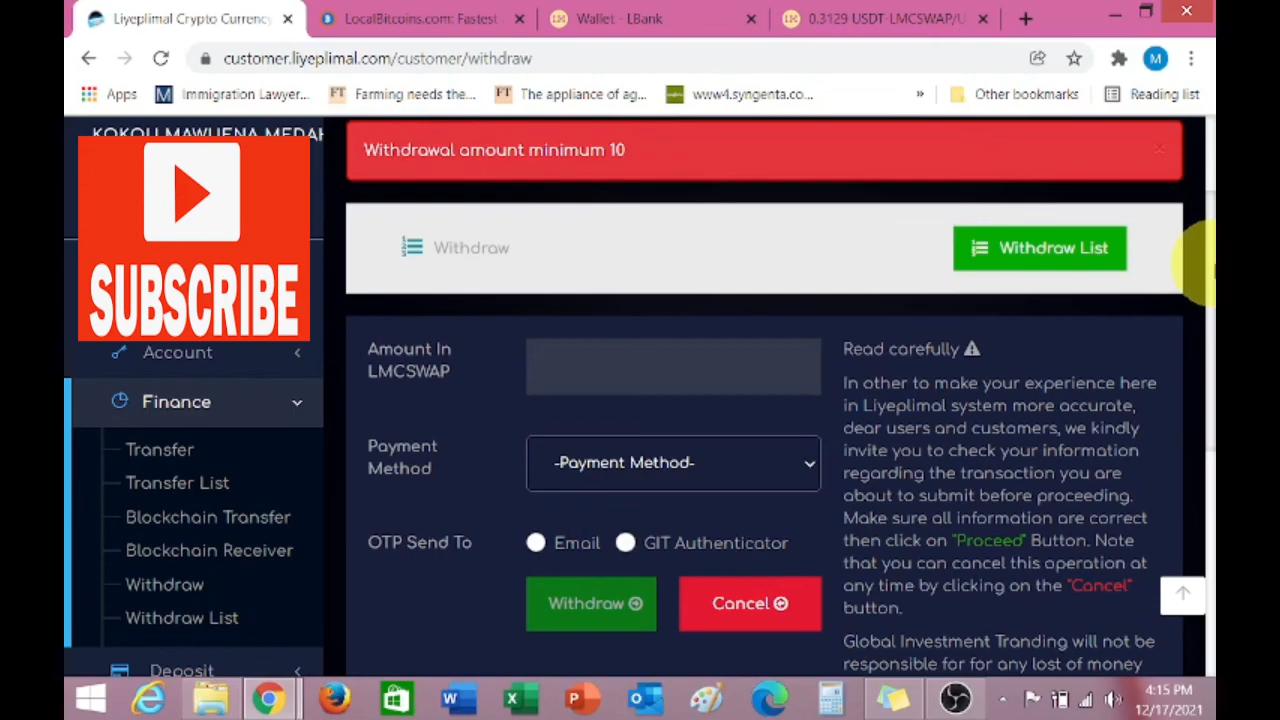 Liyeplimal Crypto Currency
LocalBitcoins.com: Fastest
Wallet - LBank
0.3129 USDT-LMCSWAP/U
customer.liyeplimal.com/customer/withdraw
M
Apps
Immigration Lawyer...
FT Farming needs the...
FT The appliance of ag...
www4.syngenta.co...
»
Other bookmarks
Reading list
KOKOU MAWUENA MEDAH
SUBSCRIBE
Account
Finance
Transfer
Transfer List
Blockchain Transfer
Blockchain Receiver
Withdraw
Withdraw List
Deposit
Withdrawal amount minimum 10
Withdraw
Withdraw List
Amount In
LMCSWAP
Payment
Method
-Payment Method-
OTP Send To
Email
GIT Authenticator
Withdraw
Cancel
Read carefully
In other to make your experience here
in Liyeplimal system more accurate,
dear users and customers, we kindly
invite you to check your information
regarding the transaction you are
about to submit before proceeding.
Make sure all information are correct
then click on "Proceed" Button. Note
that you can cancel this operation at
any time by clicking on the "Cancel"
button.
Global Investment Tranding will not be
responsible for for any lost of money
4:15 PM
12/17/2021